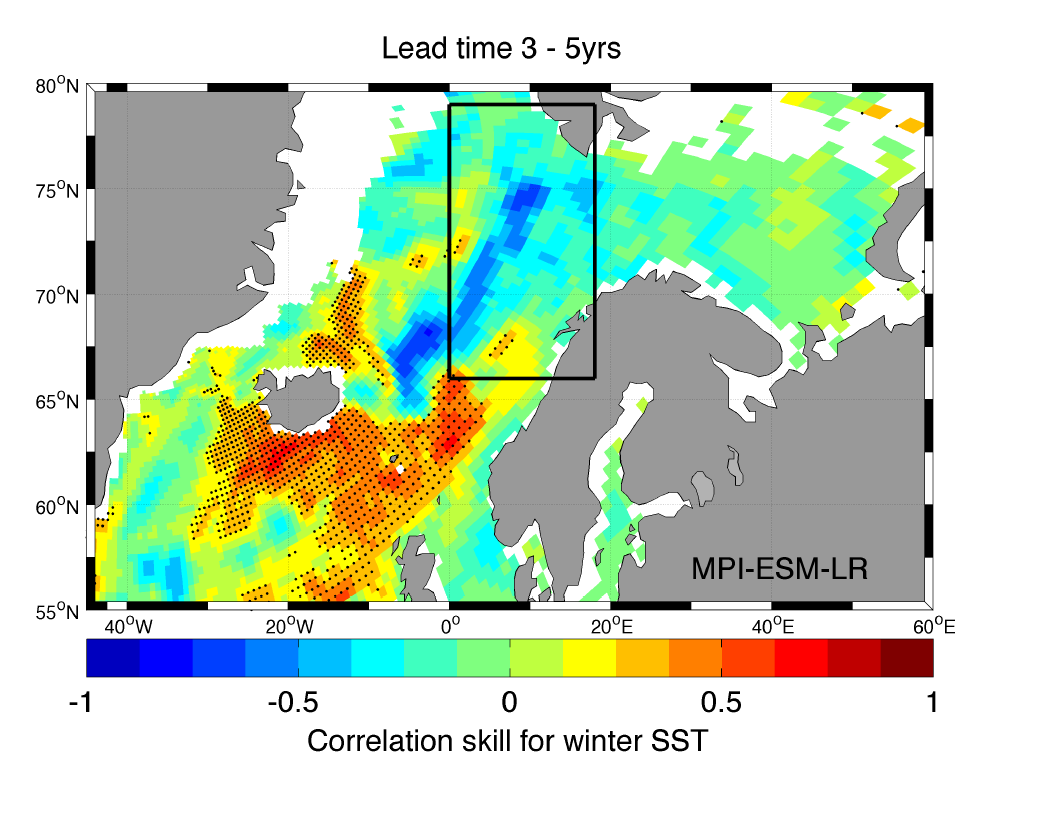 Lead time 3 - 5yrs
80°N
75°N
70°N
65°N
60°N
55°N
MPI-ESM-LR
40°W 20°W 0° 20°E 40°E 60°E
-1 -0.5 0 0.5 1
Correlation skill for winter SST